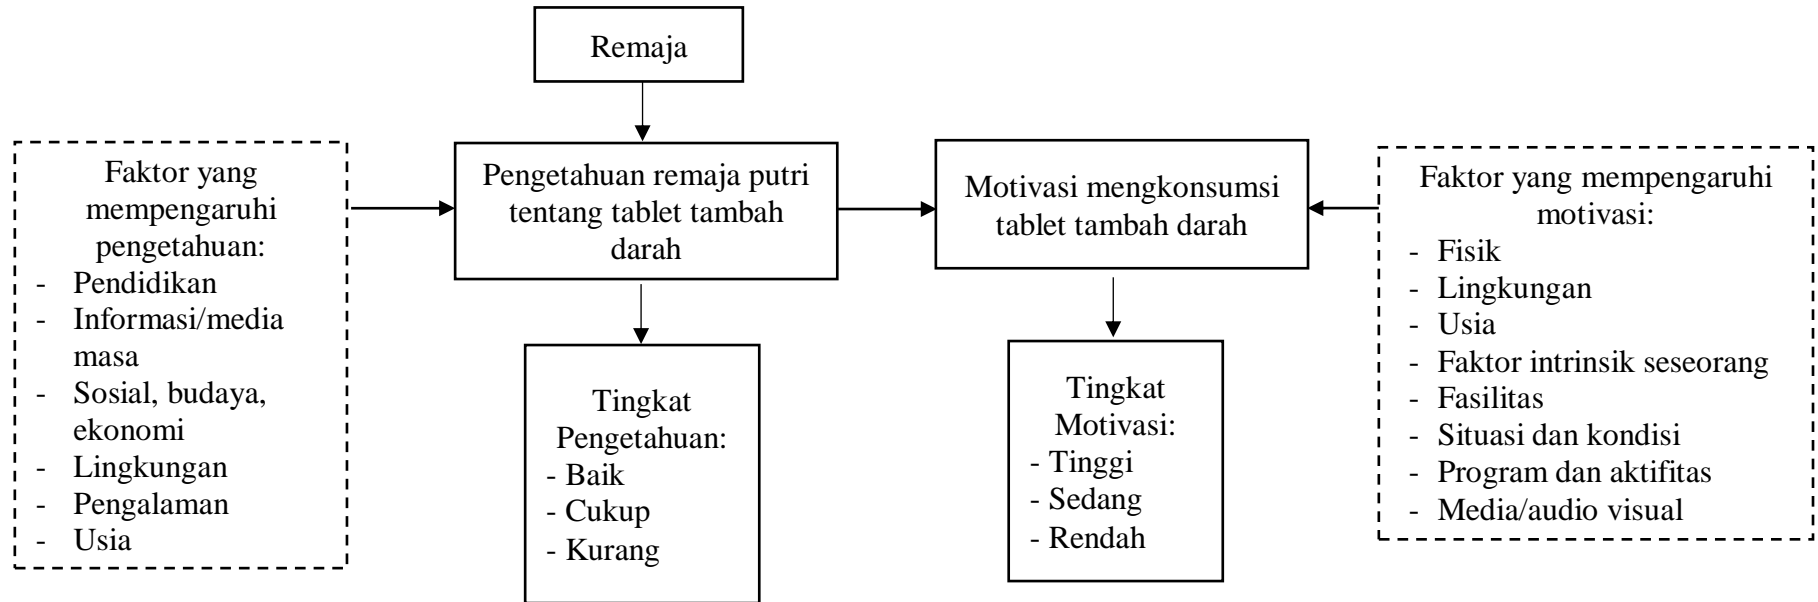 Remaja
Faktor yang
mempengaruhi
pengetahuan:
- Pendidikan
- Informasi/media
masa
- Sosial, budaya,
ekonomi
- Lingkungan
- Pengalaman
- Usia
Pengetahuan remaja putri
tentang tablet tambah
darah
Tingkat
Pengetahuan:
- Baik
- Cukup
- Kurang
Motivasi mengkonsumsi
tablet tambah darah
Tingkat
Motivasi:
- Tinggi
- Sedang
- Rendah
Faktor yang mempengaruhi
motivasi:
- Fisik
- Lingkungan
- Usia
- Faktor intrinsik seseorang
- Fasilitas
- Situasi dan kondisi
- Program dan aktifitas
- Media/audio visual